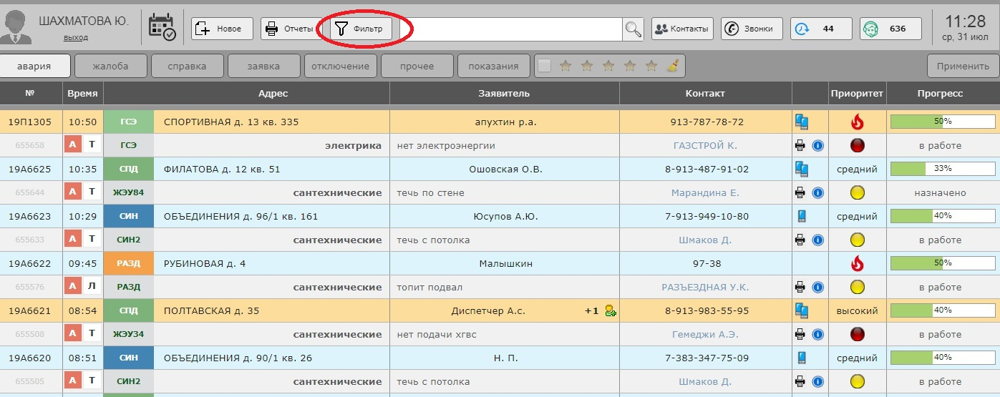 ШАХМАТОВА Ю.
выход
Новое Отчеты Фильтр Контакты Звонки 44 636
11:28
ср, 31 июл
авария жалоба справка заявка отключение прочее показания Применить
№ Время Адрес Заявитель Контакт Приоритет Прогресс
19П1305 10:50 ГСЭ СПОРТИВНАЯ д. 13 кв. 335 апухтин р.а. 913-787-78-72 50%
655658 А Т ГСЭ электрика нет электроэнергии ГАЗСТРОЙ К. в работе
19А6625 10:35 СПД ФИЛАТОВА д. 12 кв. 51 Ошовская О.В. 8-913-487-91-02 средний 33%
655644 А Т ЖЭУ84 сантехнические течь по стене Марандина Е. назначено
19А6623 10:29 СИН ОБЪЕДИНЕНИЯ д. 96/1 кв. 161 Юсупов А.Ю. 7-913-949-10-80 средний 40%
655633 А Т СИН2 сантехнические течь с потолка Шмаков Д. в работе
19А6622 09:45 РАЗД РУБИНОВАЯ д. 4 Малышкин 97-38 50%
655576 А Л РАЗД сантехнические топит подвал РАЗЪЕЗДНАЯ У.К. в работе
19А6621 08:54 СПД ПОЛТАВСКАЯ д. 35 Диспетчер А.с. +1 8-913-983-55-95 высокий 40%
655508 А Т ЖЭУ34 сантехнические нет подачи хгвс Гемеджи А.Э. в работе
19А6620 08:51 СИН ОБЪЕДИНЕНИЯ д. 90/1 кв. 26 Н. П. 7-383-347-75-09 средний 40%
655505 А Т СИН2 сантехнические течь с потолка Шмаков Д. в работе